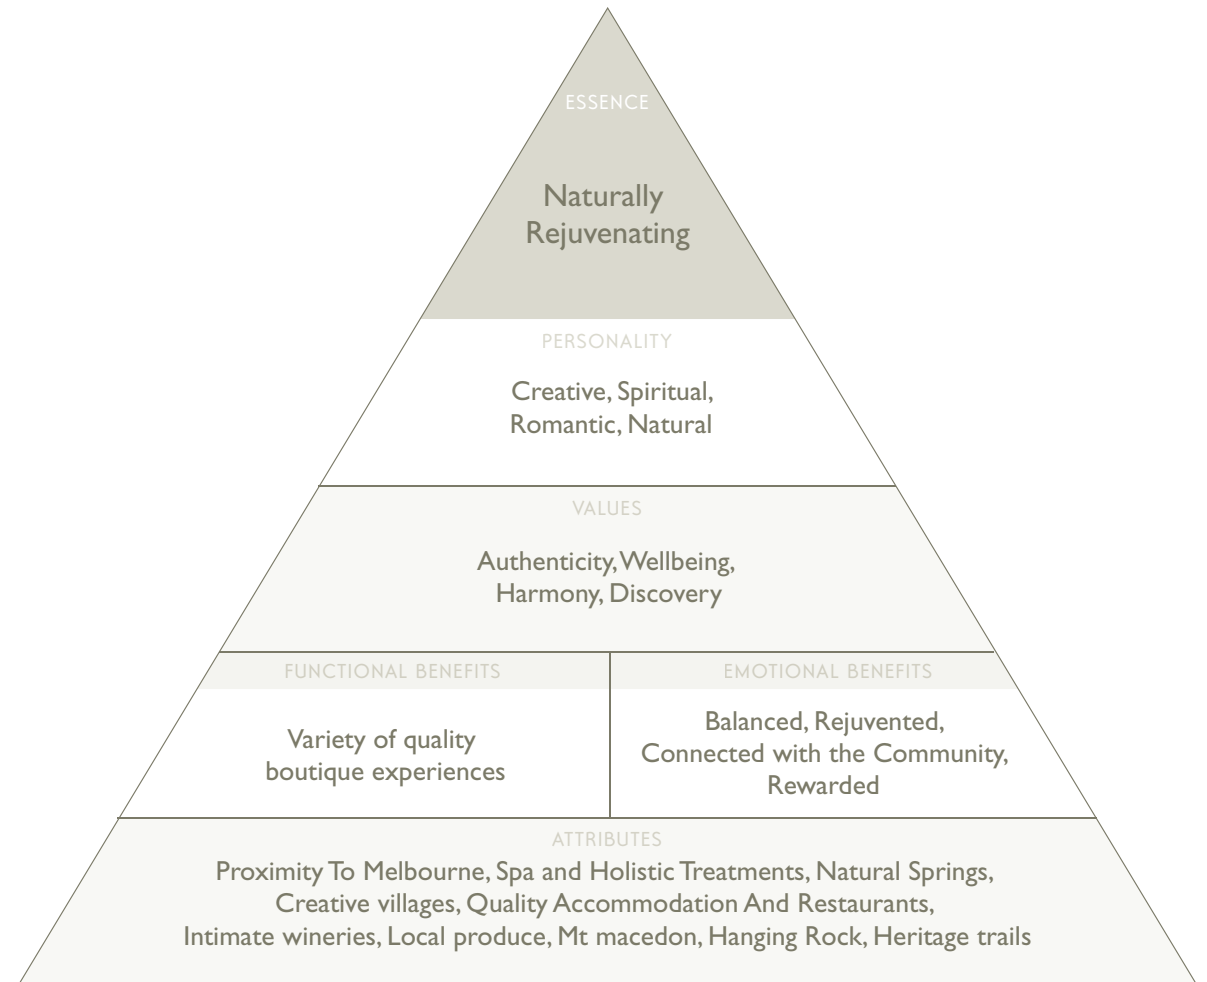 ESSENCE
Naturally
Rejuvenating
PERSONALITY
Creative, Spiritual,
Romantic, Natural
VALUES
Authenticity, Wellbeing,
Harmony, Discovery
FUNCTIONAL BENEFITS
Variety of quality
boutique experiences
EMOTIONAL BENEFITS
Balanced, Rejuvented,
Connected with the Community,
Rewarded
ATTRIBUTES
Proximity To Melbourne, Spa and Holistic Treatments, Natural Springs,
Creative villages, Quality Accommodation And Restaurants,
Intimate wineries, Local produce, Mt macedon, Hanging Rock, Heritage trails